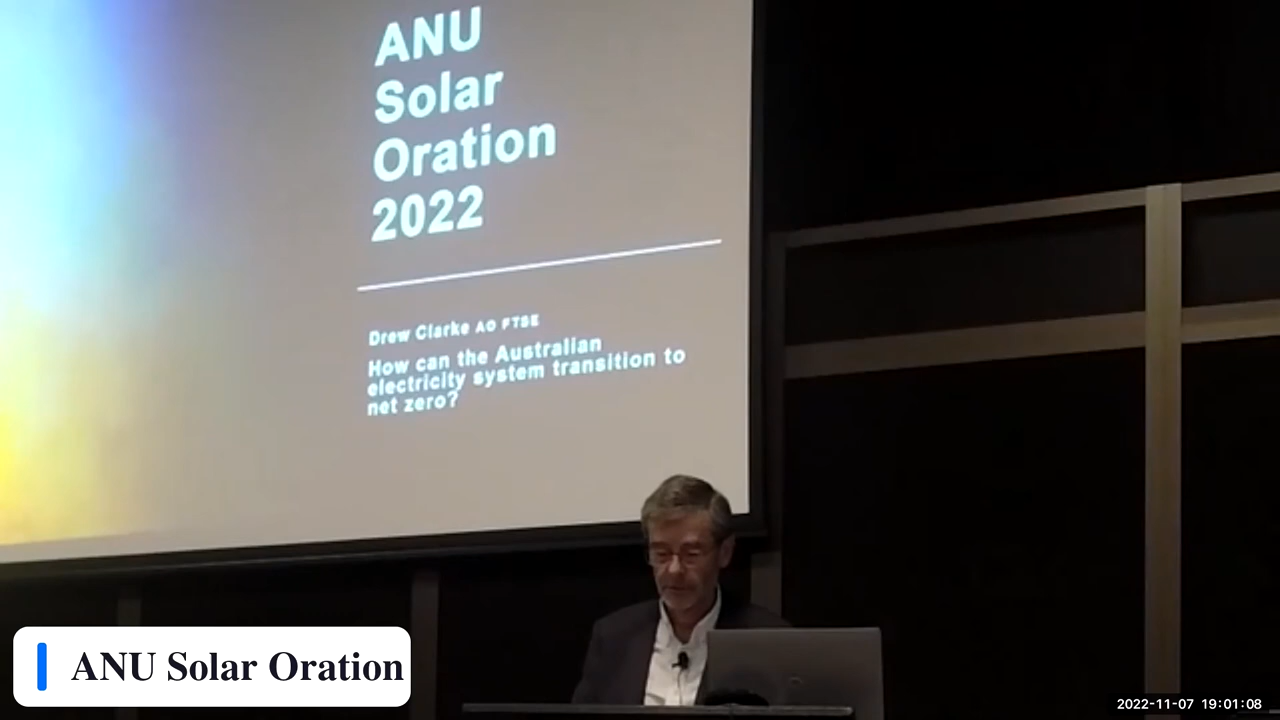 ANU
Solar
Oration
2022
Drew Clarke AO FTSE
How can the Australian
electricity system transition to
net zero?
ANU Solar Oration
2022-11-07 19:01:08